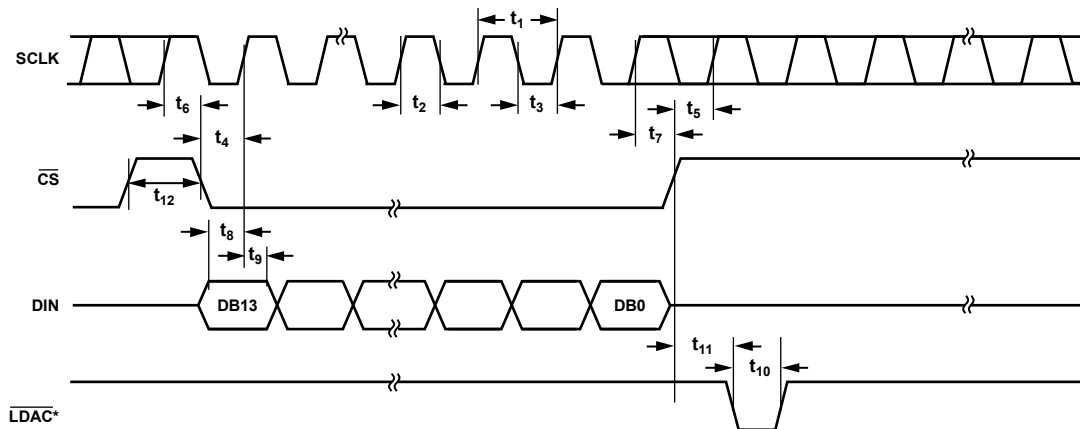 t1
SCLK
t2
t3
t6
t5
t4
t7
CS
t12
t8
t9
DIN
DB13
DB0
t11
t10
LDAC*